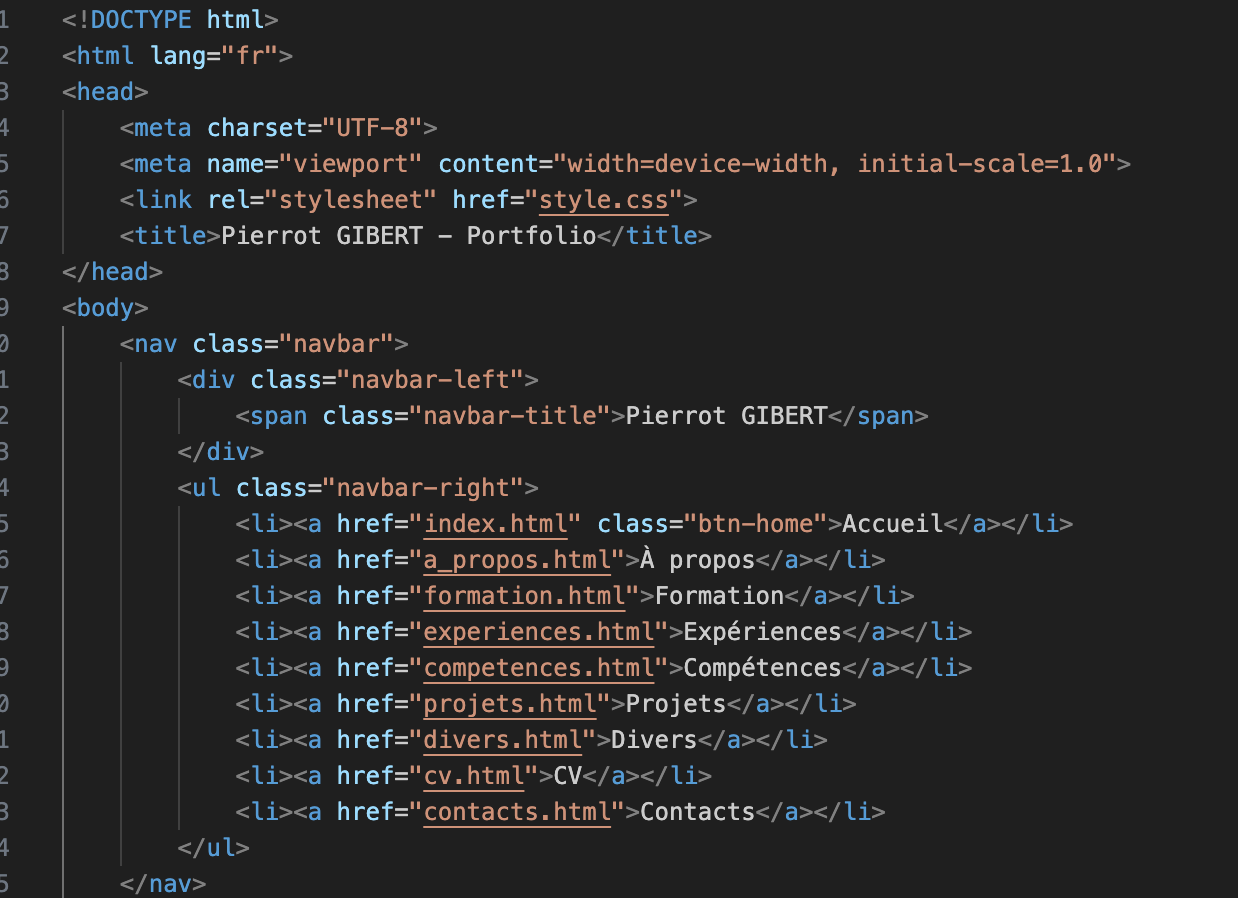 1 <!DOCTYPE html>
2 <html lang="fr">
3 <head>
4 <meta charset="UTF-8">
5 <meta name="viewport" content="width=device-width, initial-scale=1.0">
6 <link rel="stylesheet" href="style.css">
7 <title>Pierrot GIBERT - Portfolio</title>
8 </head>
9 <body>
0 <nav class="navbar">
1 <div class="navbar-left">
2 <span class="navbar-title">Pierrot GIBERT</span>
3 </div>
4 <ul class="navbar-right">
5 <li><a href="index.html" class="btn-home">Accueil</a></li>
6 <li><a href="a_propos.html">À propos</a></li>
7 <li><a href="formation.html">Formation</a></li>
8 <li><a href="experiences.html">Expériences</a></li>
9 <li><a href="competences.html">Compétences</a></li>
0 <li><a href="projets.html">Projets</a></li>
1 <li><a href="divers.html">Divers</a></li>
2 <li><a href="cv.html">CV</a></li>
3 <li><a href="contacts.html">Contacts</a></li>
4 </ul>
5 </nav>